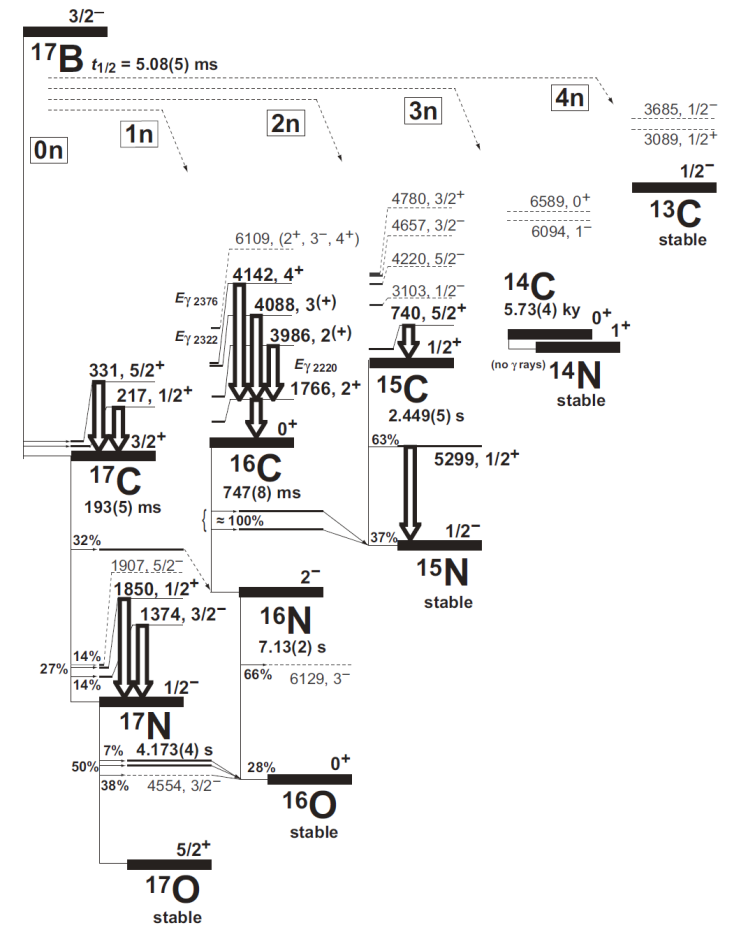 3/2⁻
¹⁷B t₁/₂ = 5.08(5) ms
0n
1n
2n
3n
4n
3685, 1/2⁻
3089, 1/2⁺
1/2⁻
¹³C
stable
6589, 0⁺
6094, 1⁻
¹⁴C
5.73(4) ky
0⁺
1⁺
(no γ rays) ¹⁴N
stable
4780, 3/2⁺
4657, 3/2⁻
4220, 5/2⁻
3103, 1/2⁻
740, 5/2⁺
1/2⁺
¹⁵C
2.449(5) s
63%
5299, 1/2⁺
37%
1/2⁻
¹⁵N
stable
6109, (2⁺, 3⁻, 4⁺)
4142, 4⁺
Eγ 2376
4088, 3⁽⁺⁾
Eγ 2322
3986, 2⁽⁺⁾
Eγ 2220
1766, 2⁺
0⁺
¹⁶C
747(8) ms
≈ 100%
2⁻
¹⁶N
7.13(2) s
66%
6129, 3⁻
28%
0⁺
¹⁶O
stable
331, 5/2⁺
217, 1/2⁺
3/2⁺
¹⁷C
193(5) ms
32%
1907, 5/2⁻
1850, 1/2⁺
1374, 3/2⁻
14%
27%
14%
1/2⁻
¹⁷N
7% 4.173(4) s
50%
38% 4554, 3/2⁻
5/2⁺
¹⁷O
stable